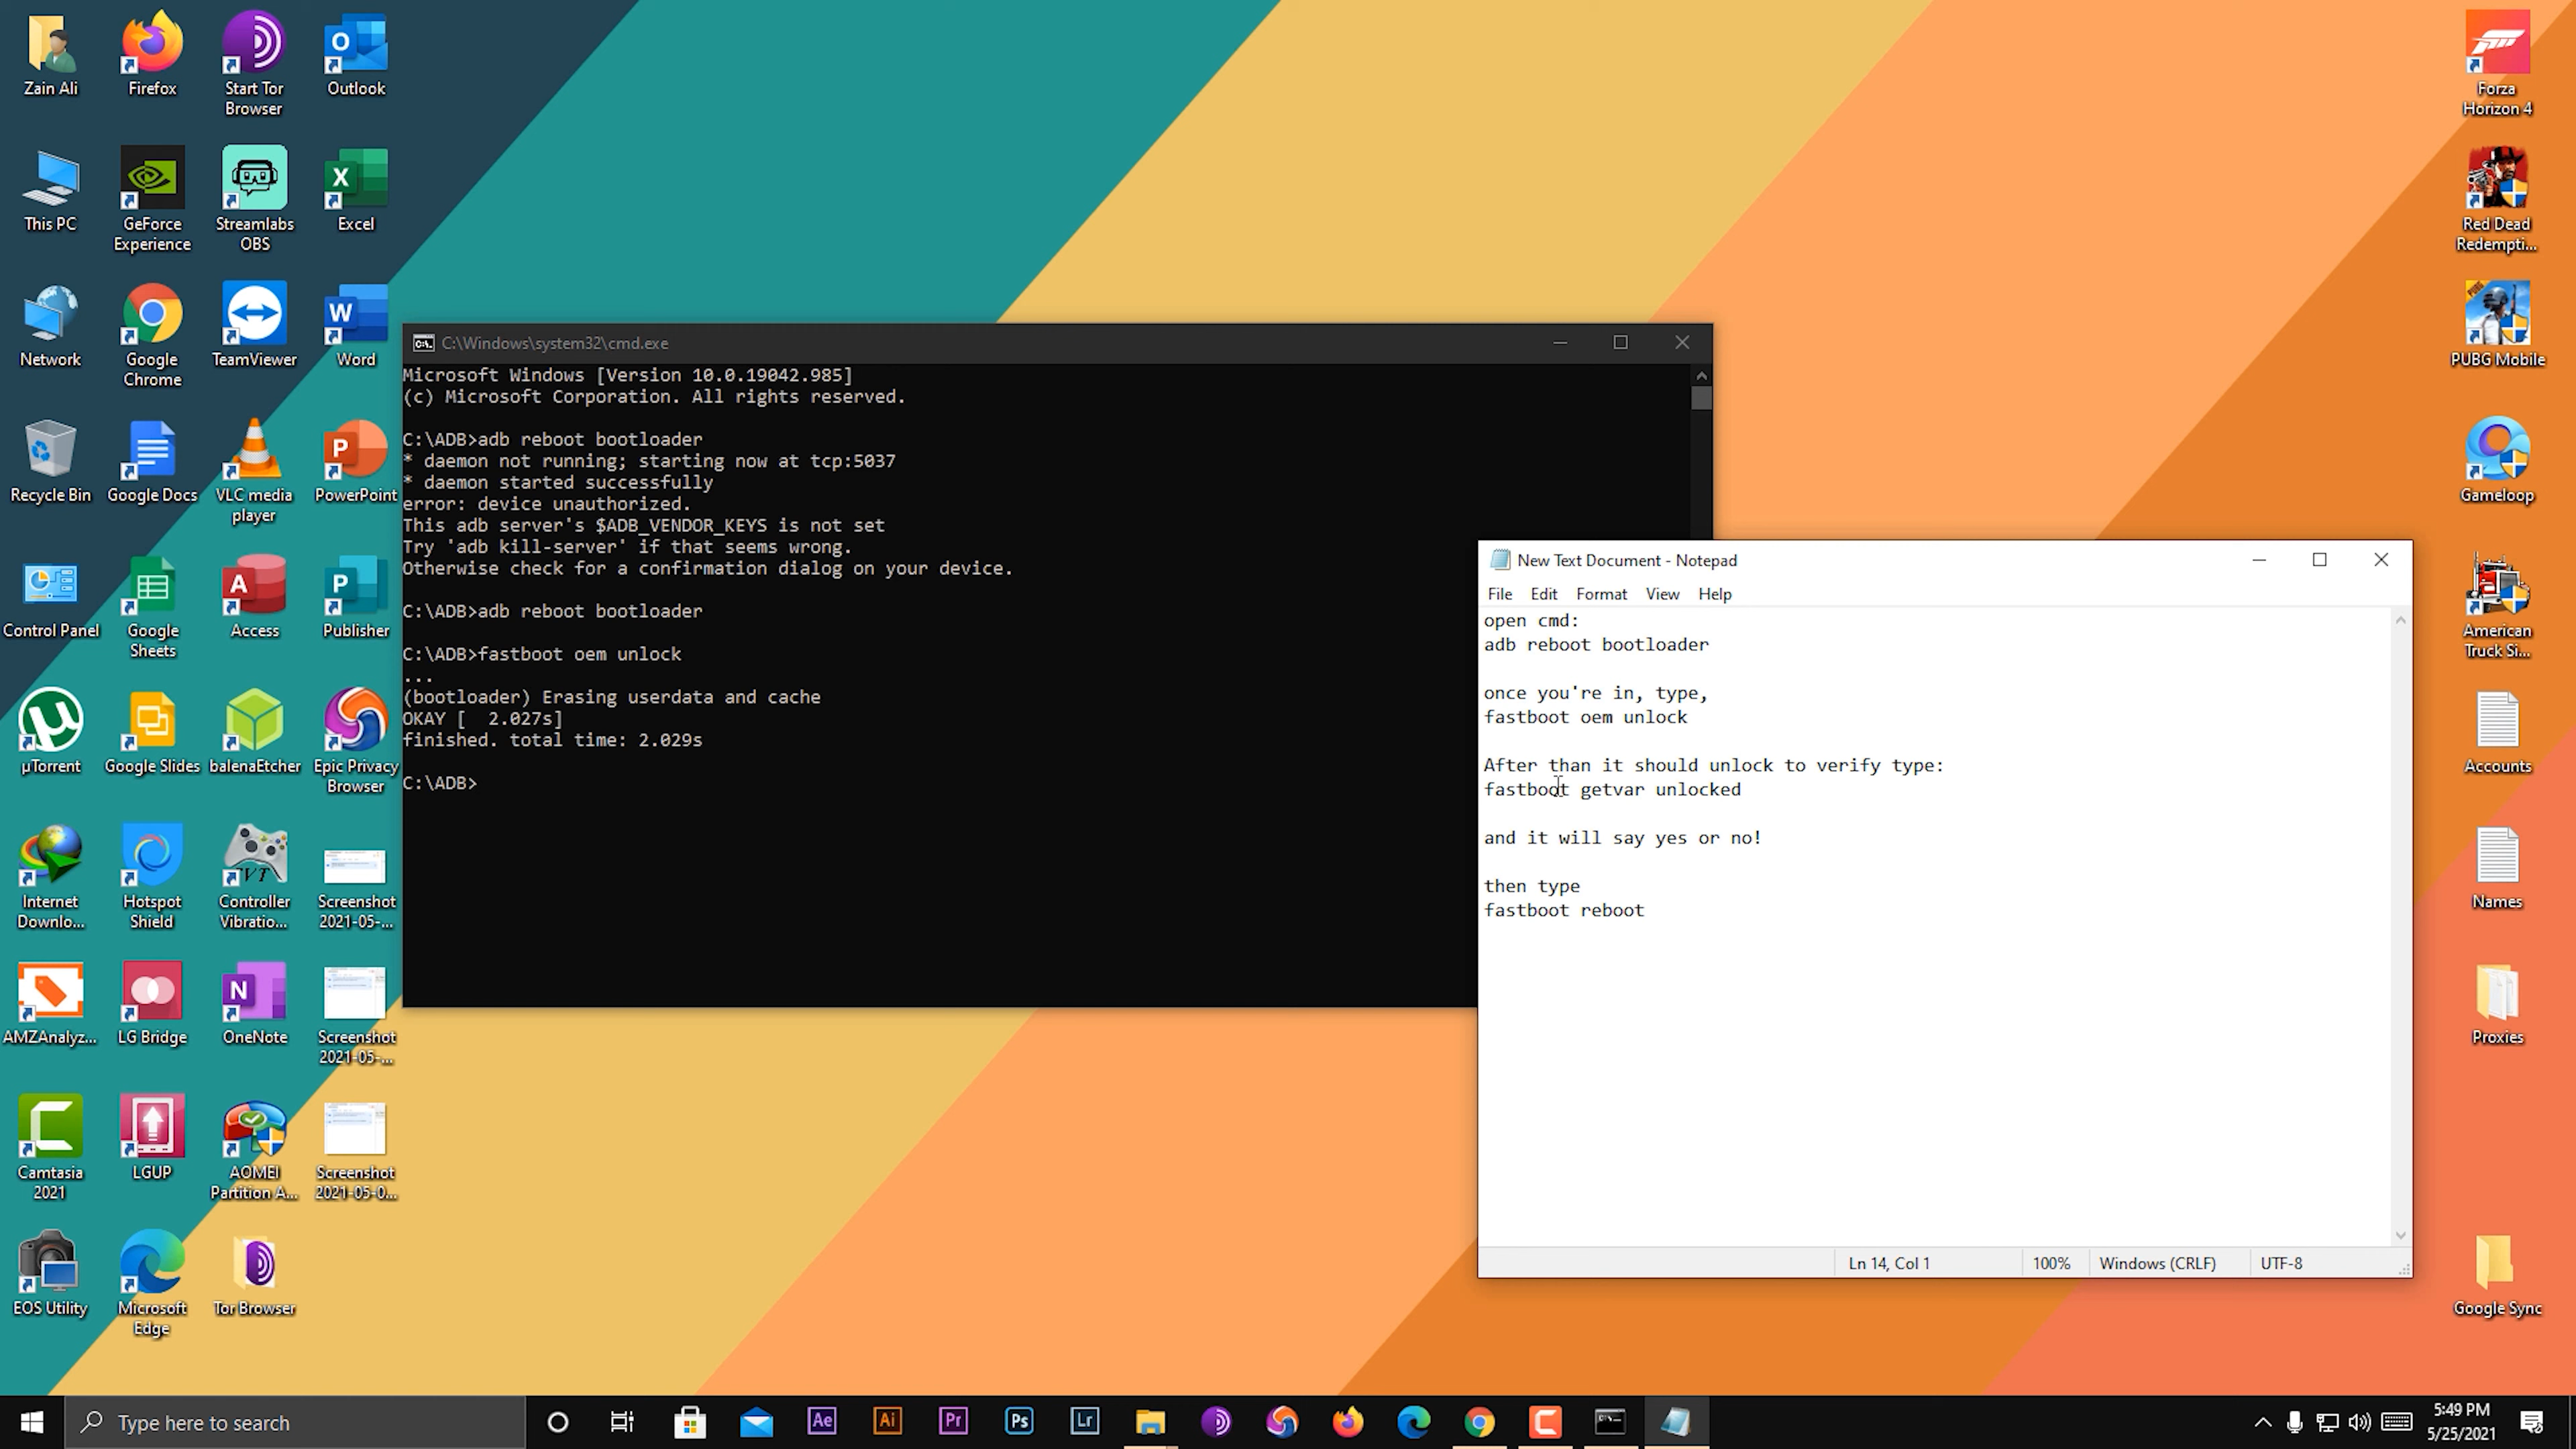 Zain Ali
Firefox
Start Tor
Browser
Outlook
This PC
GeForce
Experience
Streamlabs
OBS
Excel
Network
Google
Chrome
TeamViewer
Word
Recycle Bin
Google Docs
VLC media
player
PowerPoint
Control Panel
Google
Sheets
Access
Publisher
µTorrent
Google Slides
balenaEtcher
Epic Privacy
Browser
Internet
Downlo...
Hotspot
Shield
Controller
Vibratio...
Screenshot
2021-05-...
AMZAnalyz...
LG Bridge
OneNote
Screenshot
2021-05-...
Camtasia
2021
LGUP
AOMEI
Partition A...
Screenshot
2021-05-0...
EOS Utility
Microsoft
Edge
Tor Browser
C:\Windows\system32\cmd.exe
Microsoft Windows [Version 10.0.19042.985]
(c) Microsoft Corporation. All rights reserved.
C:\ADB>adb reboot bootloader
* daemon not running; starting now at tcp:5037
* daemon started successfully
error: device unauthorized.
This adb server's $ADB_VENDOR_KEYS is not set
Try 'adb kill-server' if that seems wrong.
Otherwise check for a confirmation dialog on your device.
C:\ADB>adb reboot bootloader
C:\ADB>fastboot oem unlock
...
(bootloader) Erasing userdata and cache
OKAY [  2.027s]
finished. total time: 2.029s
C:\ADB>
New Text Document - Notepad
File Edit Format View Help
open cmd:
adb reboot bootloader
once you're in, type,
fastboot oem unlock
After than it should unlock to verify type:
fastboot getvar unlocked
and it will say yes or no!
then type
fastboot reboot
Ln 14, Col 1 100% Windows (CRLF) UTF-8
Forza
Horizon 4
Red Dead
Redempti...
PUBG Mobile
Gameloop
American
Truck Si...
Accounts
Names
Proxies
Google Sync
Type here to search
Ae Ai Pr Ps Lr
5:49 PM
5/25/2021